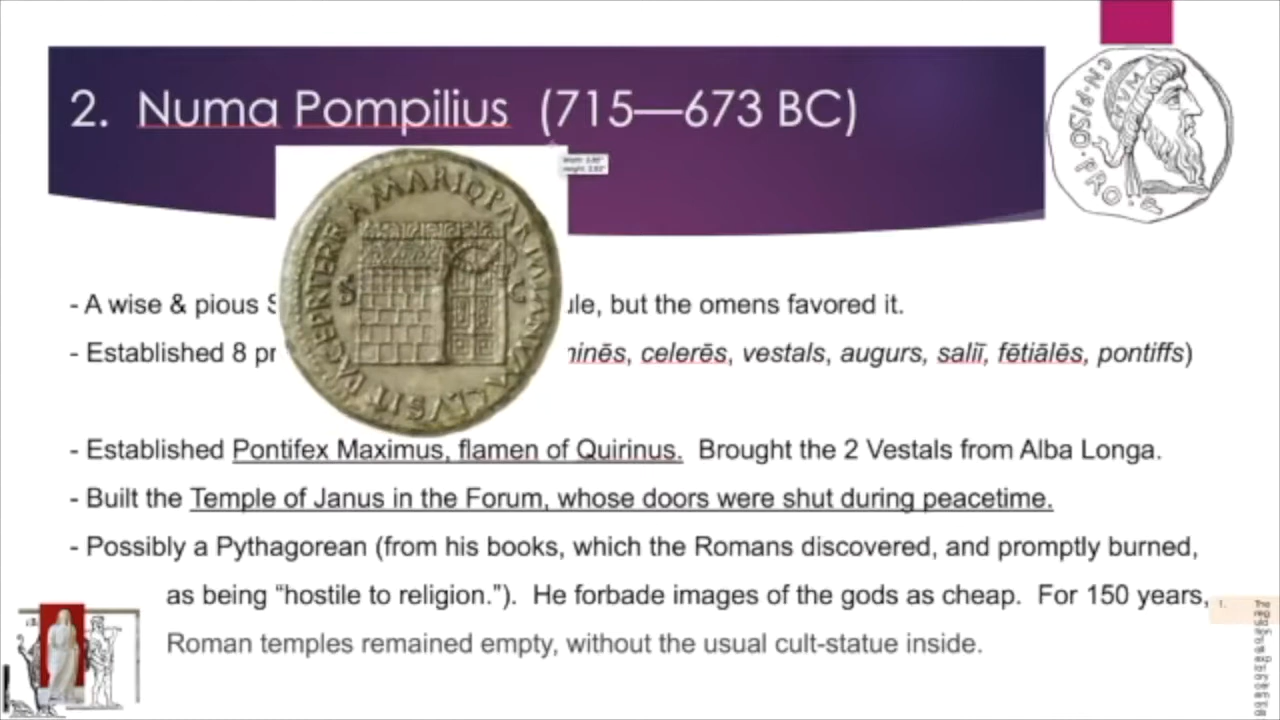 2. Numa Pompilius (715—673 BC)
CN·PISO·PRO·
NVMA
- A wise & pious S
ule, but the omens favored it.
- Established 8 pr
ninēs, celerēs, vestals, augurs, saliī, fētiālēs, pontiffs)
- Established Pontifex Maximus, flamen of Quirinus. Brought the 2 Vestals from Alba Longa.
- Built the Temple of Janus in the Forum, whose doors were shut during peacetime.
- Possibly a Pythagorean (from his books, which the Romans discovered, and promptly burned,
as being “hostile to religion.”). He forbade images of the gods as cheap. For 150 years,
Roman temples remained empty, without the usual cult-statue inside.
1.
The